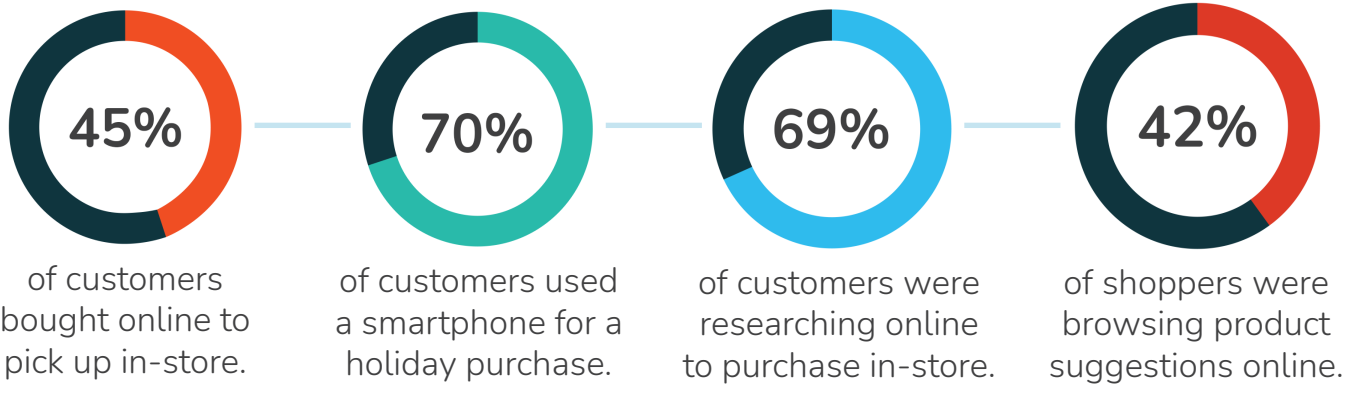 45%
of customers
bought online to
pick up in-store.
70%
of customers used
a smartphone for a
holiday purchase.
69%
of customers were
researching online
to purchase in-store.
42%
of shoppers were
browsing product
suggestions online.